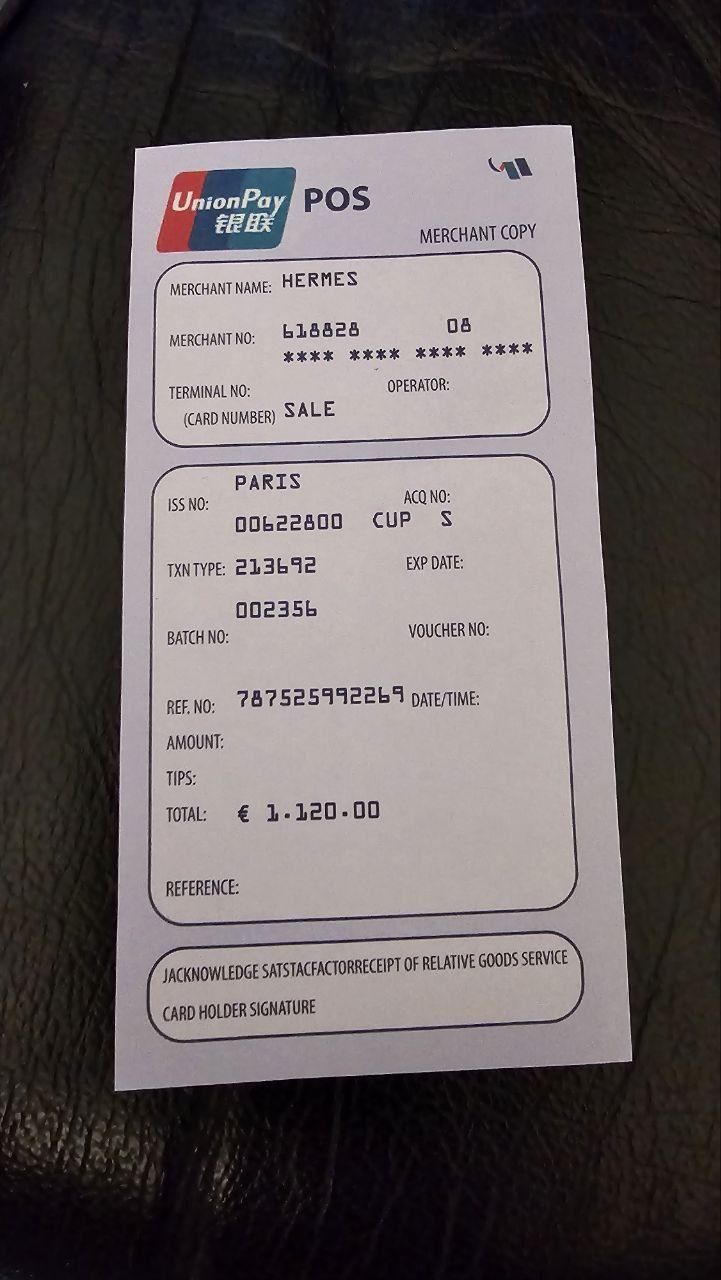 UnionPay POS
银联
MERCHANT COPY
MERCHANT NAME: HERMES
MERCHANT NO: 618828 08
**** **** **** ****
TERMINAL NO: OPERATOR:
(CARD NUMBER) SALE
PARIS
ISS NO: ACQ NO:
00622800 CUP S
TXN TYPE: 213692 EXP DATE:
002356
BATCH NO: VOUCHER NO:
REF. NO: 787525992269 DATE/TIME:
AMOUNT:
TIPS:
TOTAL: € 1.120.00
REFERENCE:
JACKNOWLEDGE SATSTACFACTORRECEIPT OF RELATIVE GOODS SERVICE
CARD HOLDER SIGNATURE